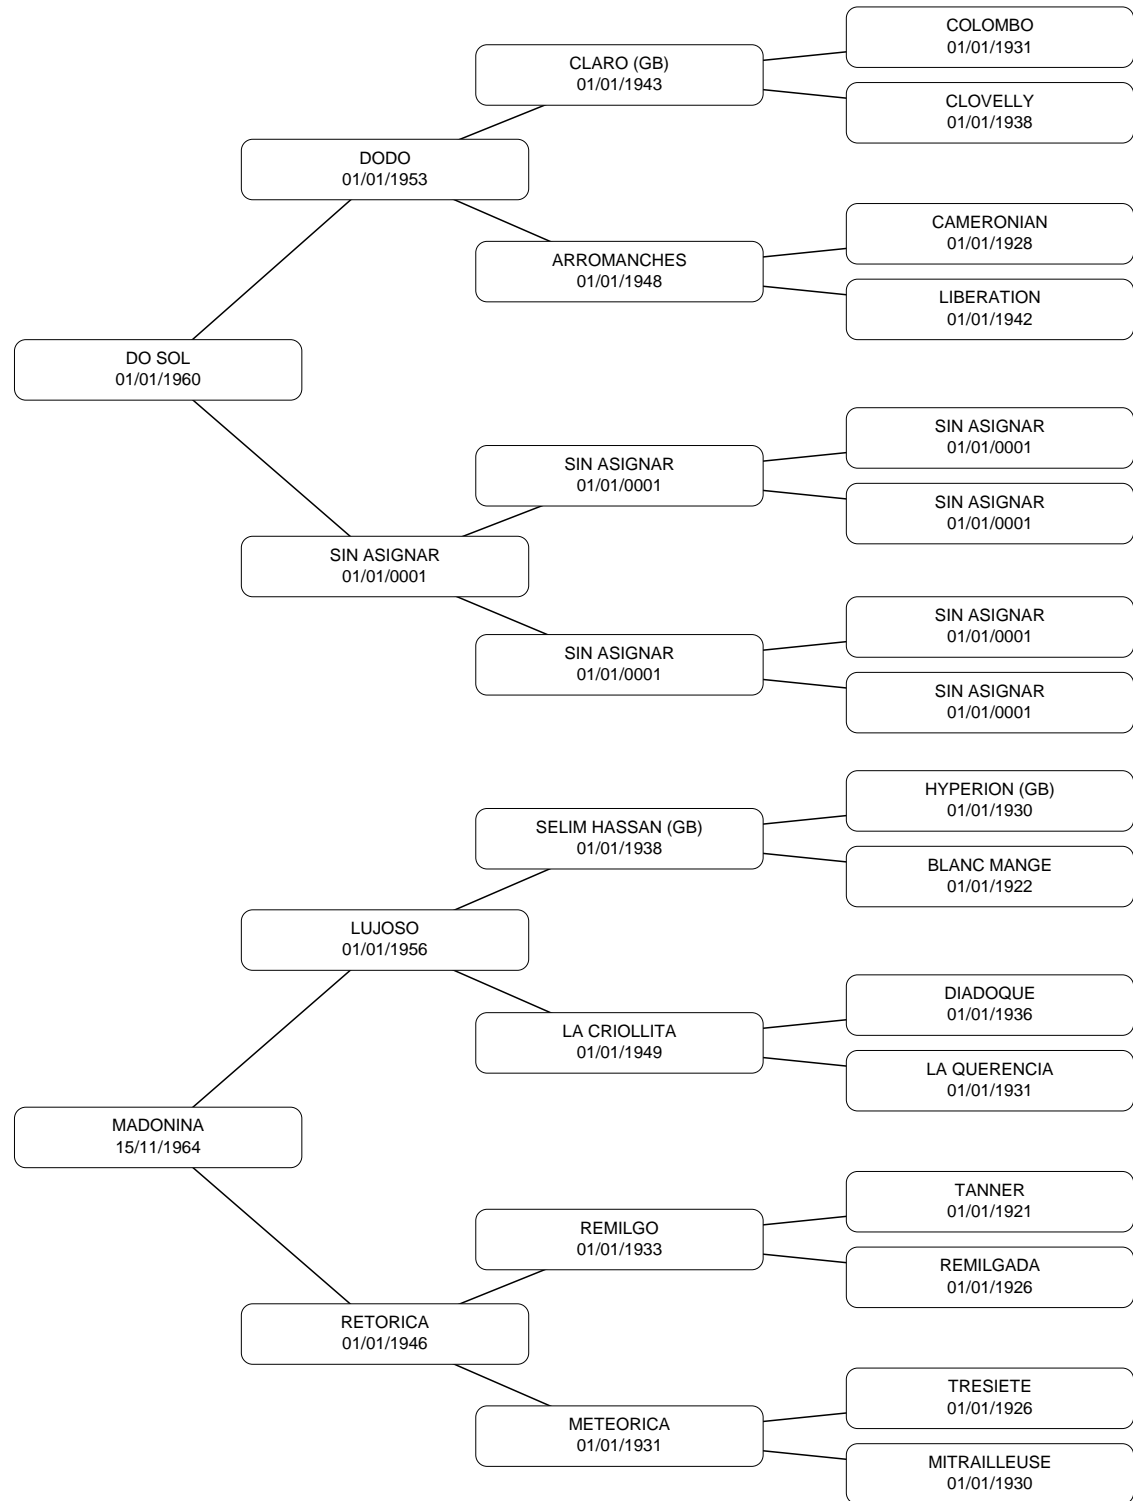 COLOMBO
01/01/1931
CLARO (GB)
01/01/1943
CLOVELLY
01/01/1938
DODO
01/01/1953
CAMERONIAN
01/01/1928
ARROMANCHES
01/01/1948
LIBERATION
01/01/1942
DO SOL
01/01/1960
SIN ASIGNAR
01/01/0001
SIN ASIGNAR
01/01/0001
SIN ASIGNAR
01/01/0001
SIN ASIGNAR
01/01/0001
SIN ASIGNAR
01/01/0001
SIN ASIGNAR
01/01/0001
SIN ASIGNAR
01/01/0001
HYPERION (GB)
01/01/1930
SELIM HASSAN (GB)
01/01/1938
BLANC MANGE
01/01/1922
LUJOSO
01/01/1956
DIADOQUE
01/01/1936
LA CRIOLLITA
01/01/1949
LA QUERENCIA
01/01/1931
MADONINA
15/11/1964
TANNER
01/01/1921
REMILGO
01/01/1933
REMILGADA
01/01/1926
RETORICA
01/01/1946
TRESIETE
01/01/1926
METEORICA
01/01/1931
MITRAILLEUSE
01/01/1930